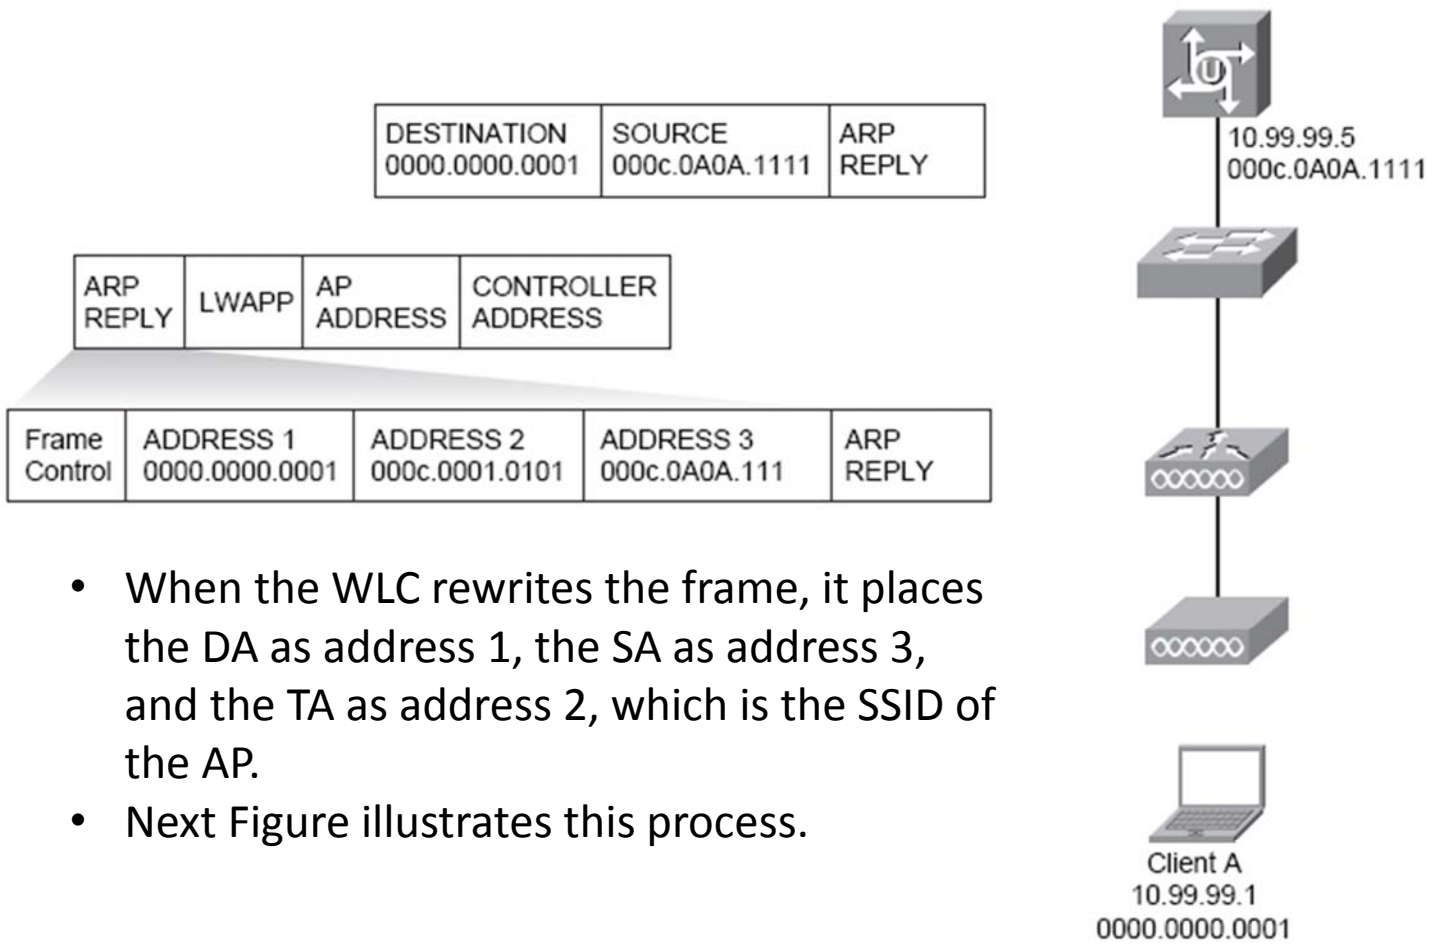 DESTINATION SOURCE ARP
0000.0000.0001 000c.0A0A.1111 REPLY
U
10.99.99.5
000c.0A0A.1111
ARP LWAPP AP CONTROLLER
REPLY ADDRESS ADDRESS
Frame ADDRESS 1 ADDRESS 2 ADDRESS 3 ARP
Control 0000.0000.0001 000c.0001.0101 000c.0A0A.111 REPLY
• When the WLC rewrites the frame, it places
the DA as address 1, the SA as address 3,
and the TA as address 2, which is the SSID of
the AP.
• Next Figure illustrates this process.
Client A
10.99.99.1
0000.0000.0001